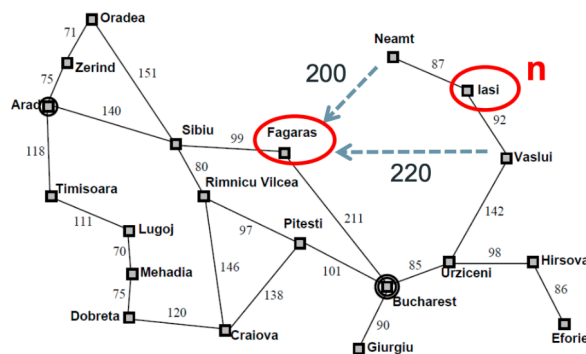 Oradea
71
Neamt
87
n
Zerind
200
Iasi
75
151
Arad
140
92
Sibiu
99
Fagaras
118
220
Vaslui
80
Rimnicu Vilcea
Timisoara
211
142
111
Lugoj
97
Pitesti
70
98
Hirsova
Mehadia
146
101
85
Urziceni
75
138
86
Bucharest
Dobreta
120
90
Craiova
Eforie
Giurgiu